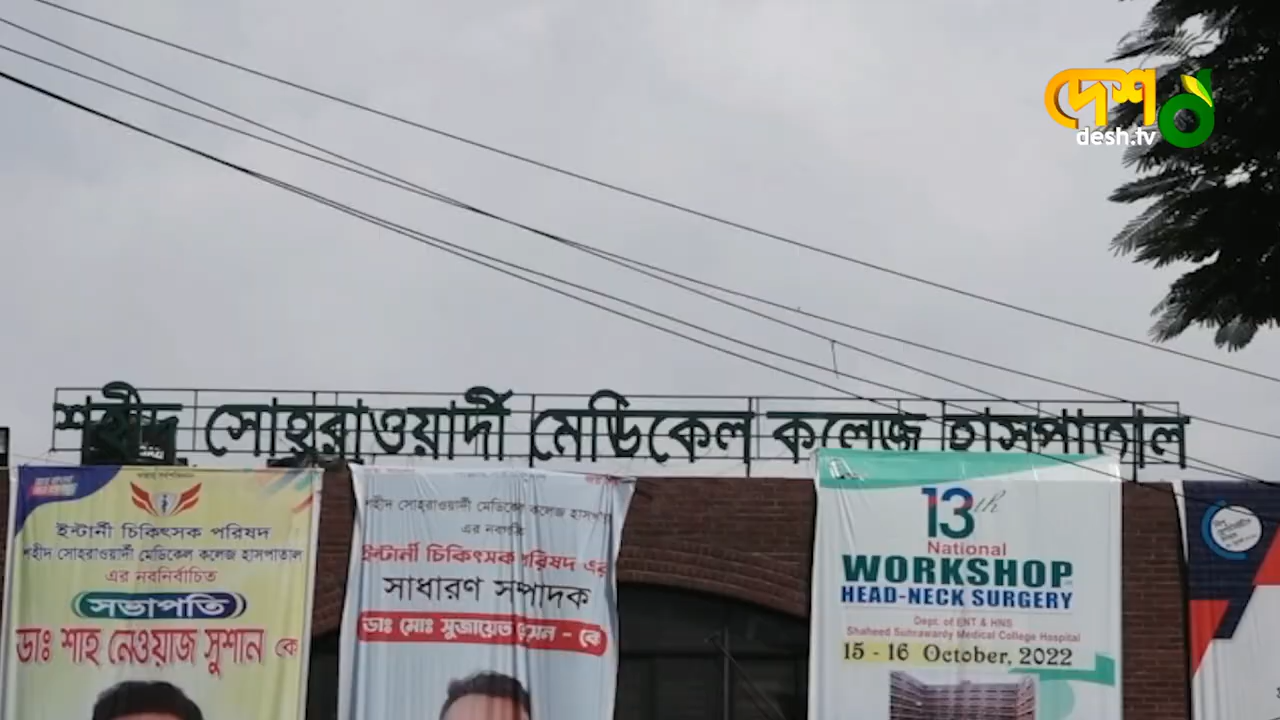 দেশ
desh.tv
শহীদ সোহরাওয়ার্দী মেডিকেল কলেজ হাসপাতাল
ইন্টার্নী চিকিৎসক পরিষদ
শহীদ সোহরাওয়ার্দী মেডিকেল কলেজ হাসপাতাল
এর নবনির্বাচিত
সভাপতি
ডাঃ শাহ নেওয়াজ সুশান কে
শহীদ সোহরাওয়ার্দী মেডিকেল কলেজ হাসপাতাল
এর নবগঠিত
ইন্টার্নী চিকিৎসক পরিষদ এর
সাধারণ সম্পাদক
ডাঃ মোঃ সুজায়েত - কে
13th
National
WORKSHOP
HEAD-NECK SURGERY
Dept. of ENT & HNS
Shaheed Suhrawardy Medical College Hospital
15 - 16 October, 2022